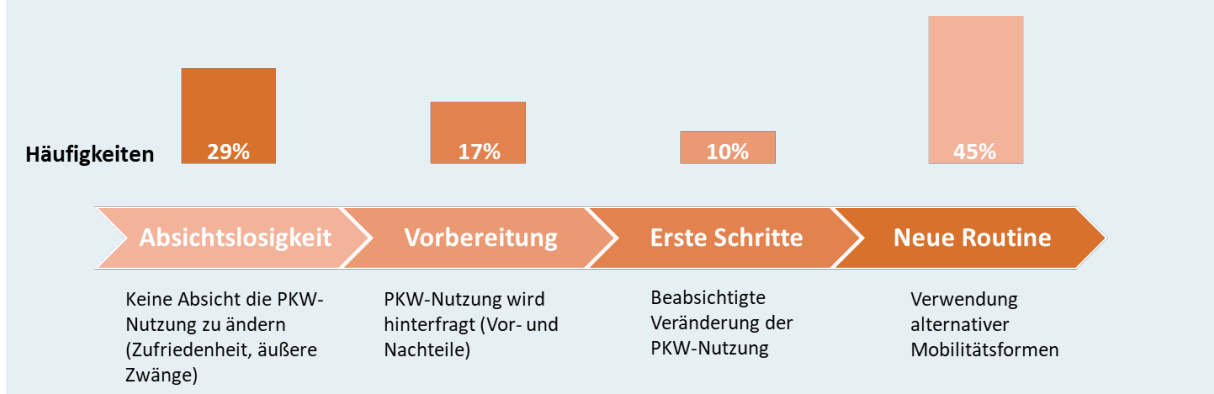 Häufigkeiten
29%
17%
10%
45%
Absichtslosigkeit
Vorbereitung
Erste Schritte
Neue Routine
Keine Absicht die PKW-
Nutzung zu ändern
(Zufriedenheit, äußere
Zwänge)
PKW-Nutzung wird
hinterfragt (Vor- und
Nachteile)
Beabsichtigte
Veränderung der
PKW-Nutzung
Verwendung
alternativer
Mobilitätsformen